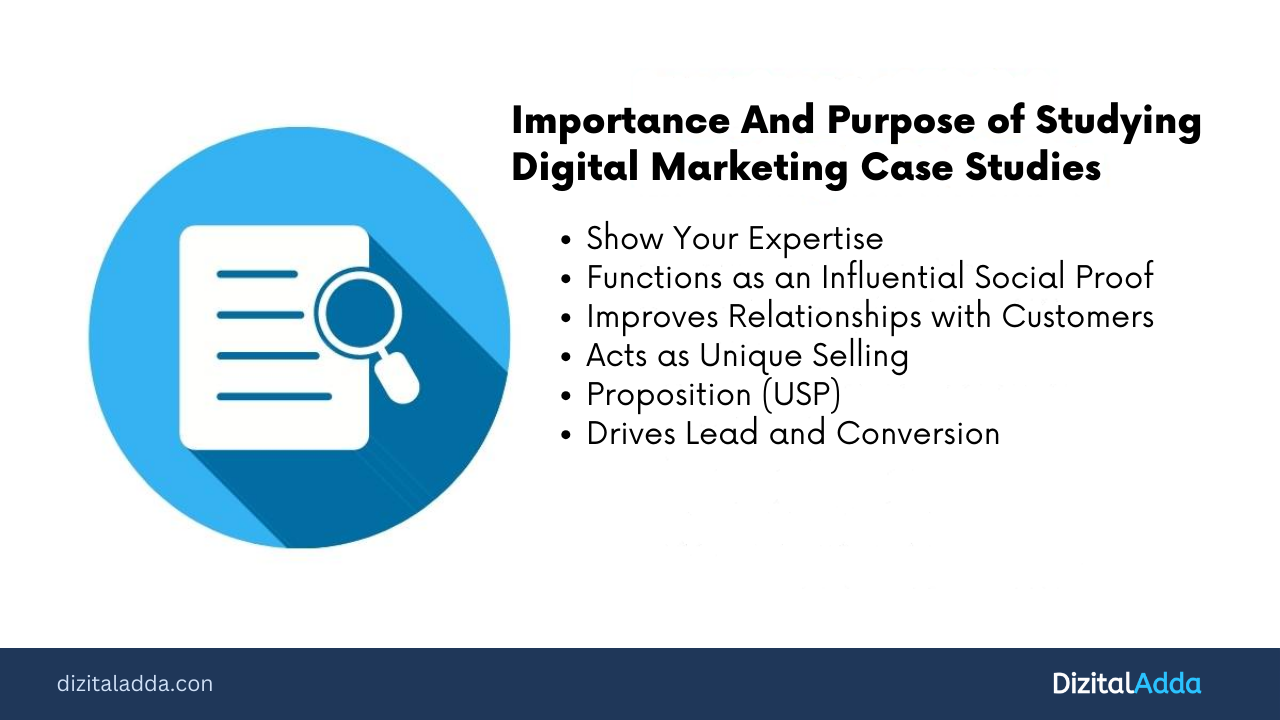 Importance And Purpose of Studying
Digital Marketing Case Studies
• Show Your Expertise
• Functions as an Influential Social Proof
• Improves Relationships with Customers
• Acts as Unique Selling
• Proposition (USP)
• Drives Lead and Conversion
dizitaladda.con
DizitalAdda